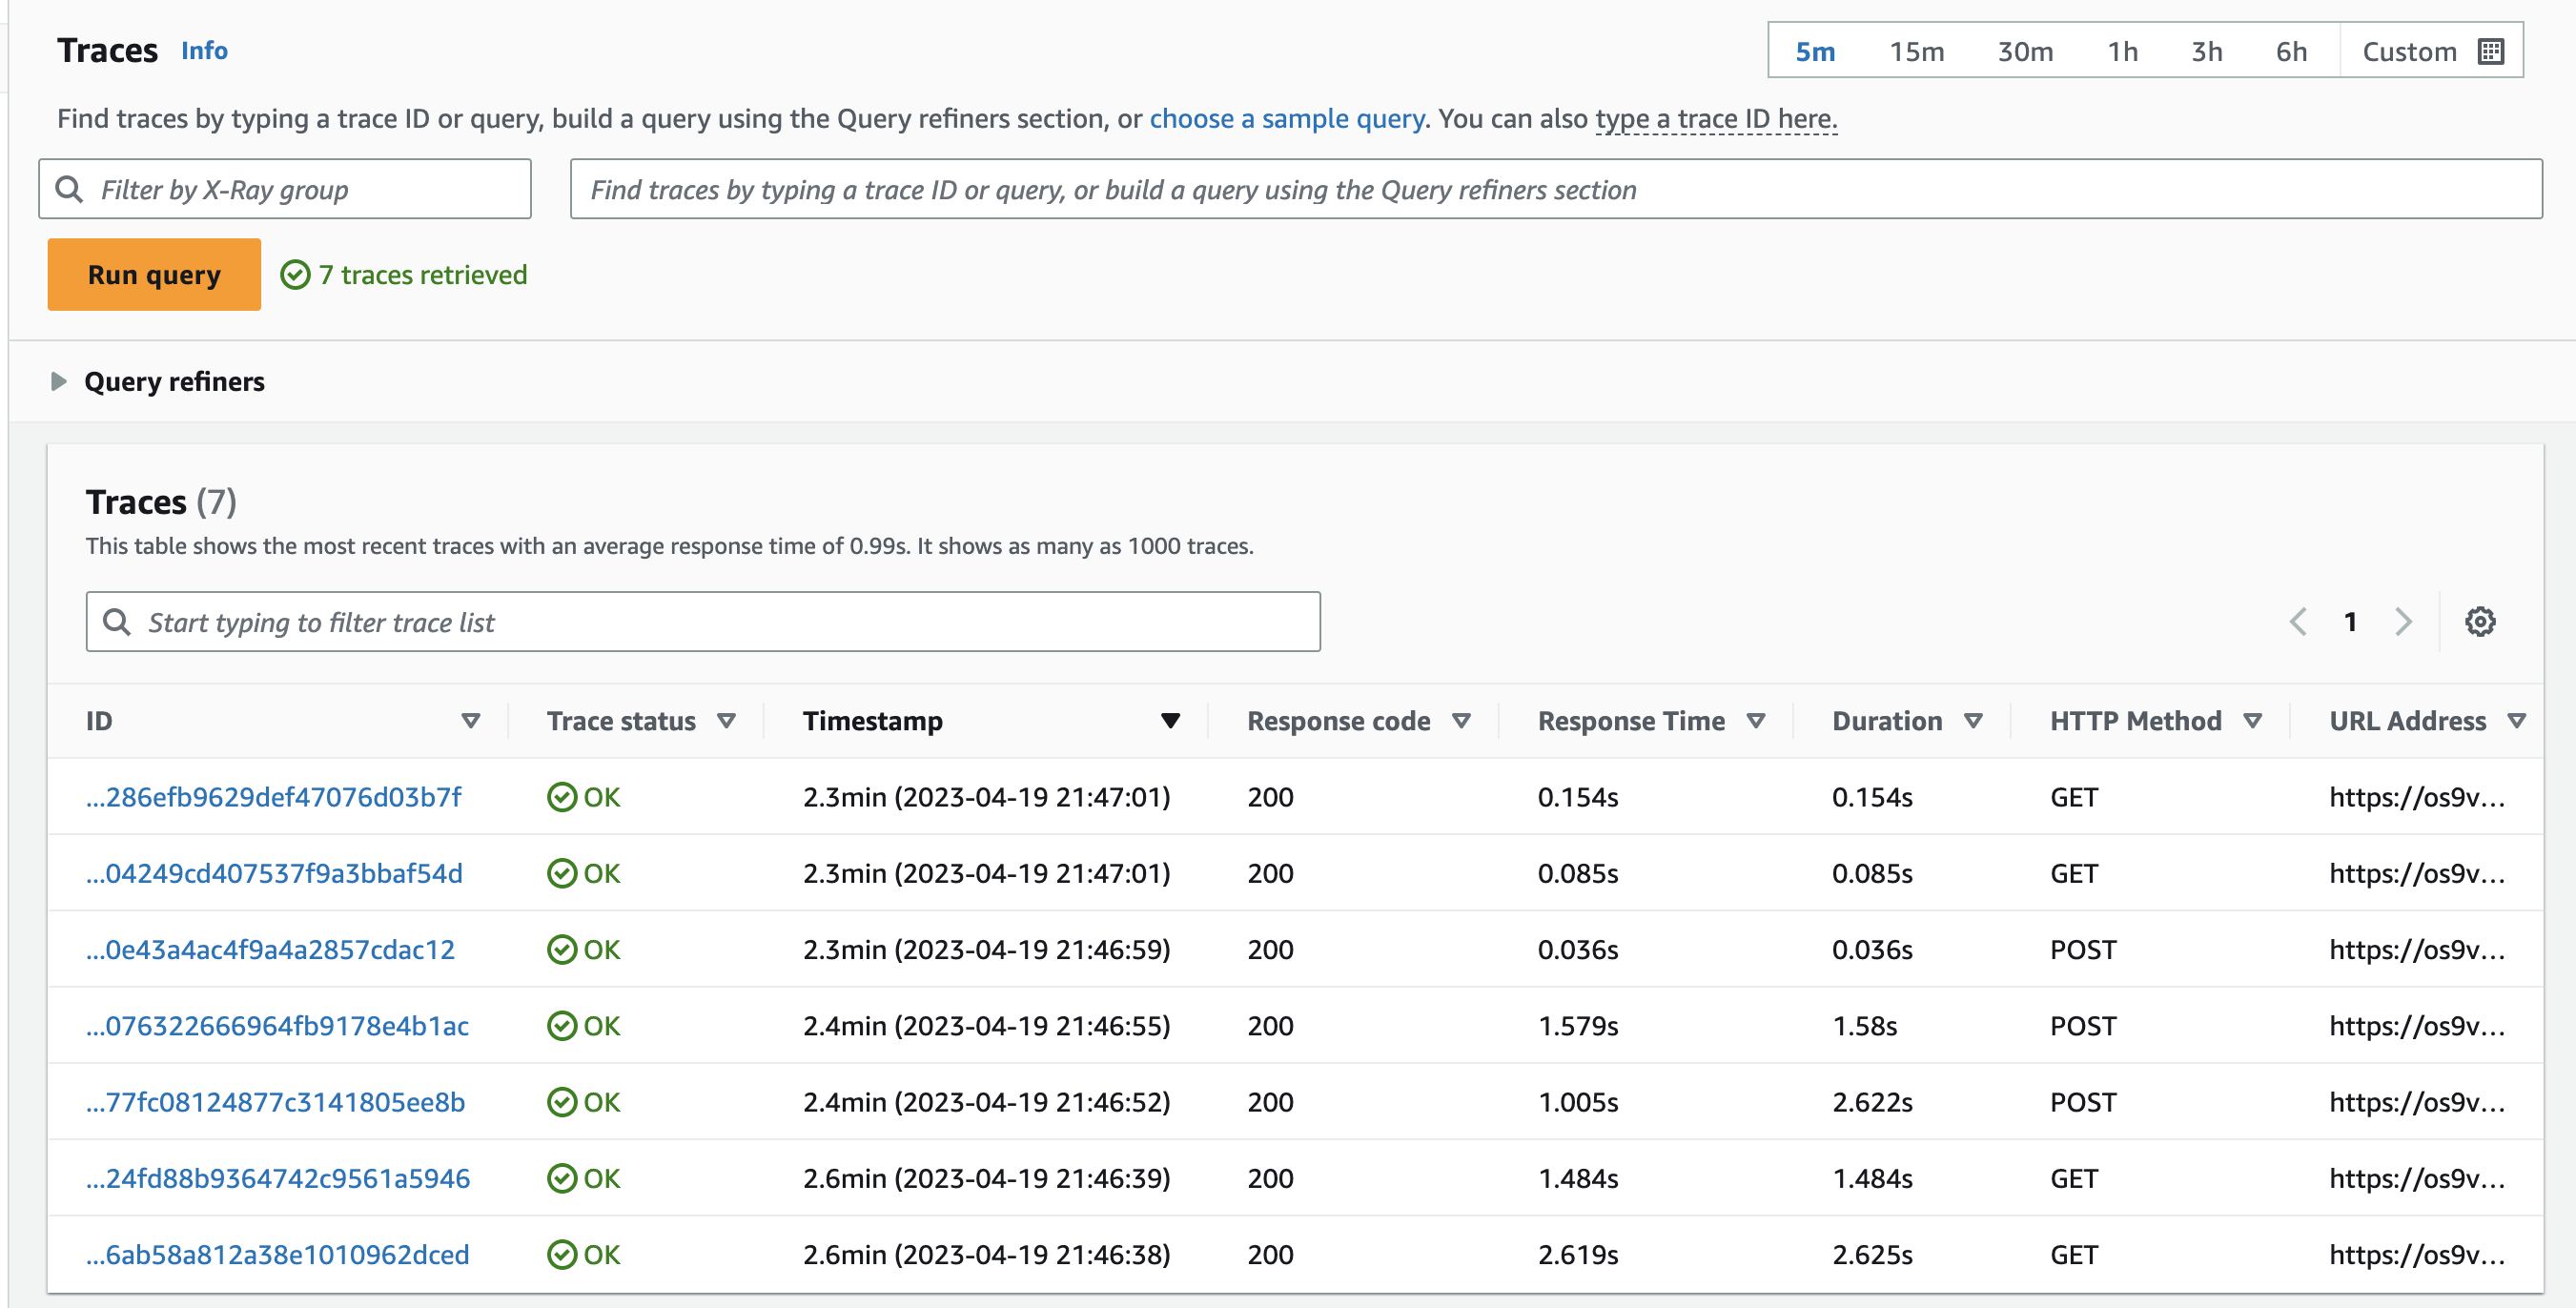 Traces Info
5m 15m 30m 1h 3h 6h Custom
Find traces by typing a trace ID or query, build a query using the Query refiners section, or choose a sample query. You can also type a trace ID here.
Filter by X-Ray group
Find traces by typing a trace ID or query, or build a query using the Query refiners section
Run query 7 traces retrieved
Query refiners
Traces (7)
This table shows the most recent traces with an average response time of 0.99s. It shows as many as 1000 traces.
Start typing to filter trace list
1
ID Trace status Timestamp Response code Response Time Duration HTTP Method URL Address
...286efb9629def47076d03b7f OK 2.3min (2023-04-19 21:47:01) 200 0.154s 0.154s GET https://os9v...
...04249cd407537f9a3bbaf54d OK 2.3min (2023-04-19 21:47:01) 200 0.085s 0.085s GET https://os9v...
...0e43a4ac4f9a4a2857cdac12 OK 2.3min (2023-04-19 21:46:59) 200 0.036s 0.036s POST https://os9v...
...076322666964fb9178e4b1ac OK 2.4min (2023-04-19 21:46:55) 200 1.579s 1.58s POST https://os9v...
...77fc08124877c3141805ee8b OK 2.4min (2023-04-19 21:46:52) 200 1.005s 2.622s POST https://os9v...
...24fd88b9364742c9561a5946 OK 2.6min (2023-04-19 21:46:39) 200 1.484s 1.484s GET https://os9v...
...6ab58a812a38e1010962dced OK 2.6min (2023-04-19 21:46:38) 200 2.619s 2.625s GET https://os9v...